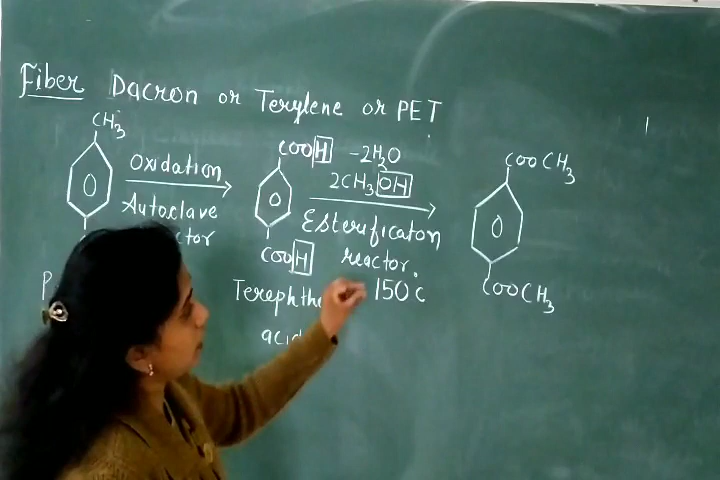 Fiber Dacron or Terylene or PET
CH3
Oxidation
Autoclave
COOH
COOH
-2H2O
2CH3OH
Esterificaton
reactor.
150°C
COOCH3
COOCH3